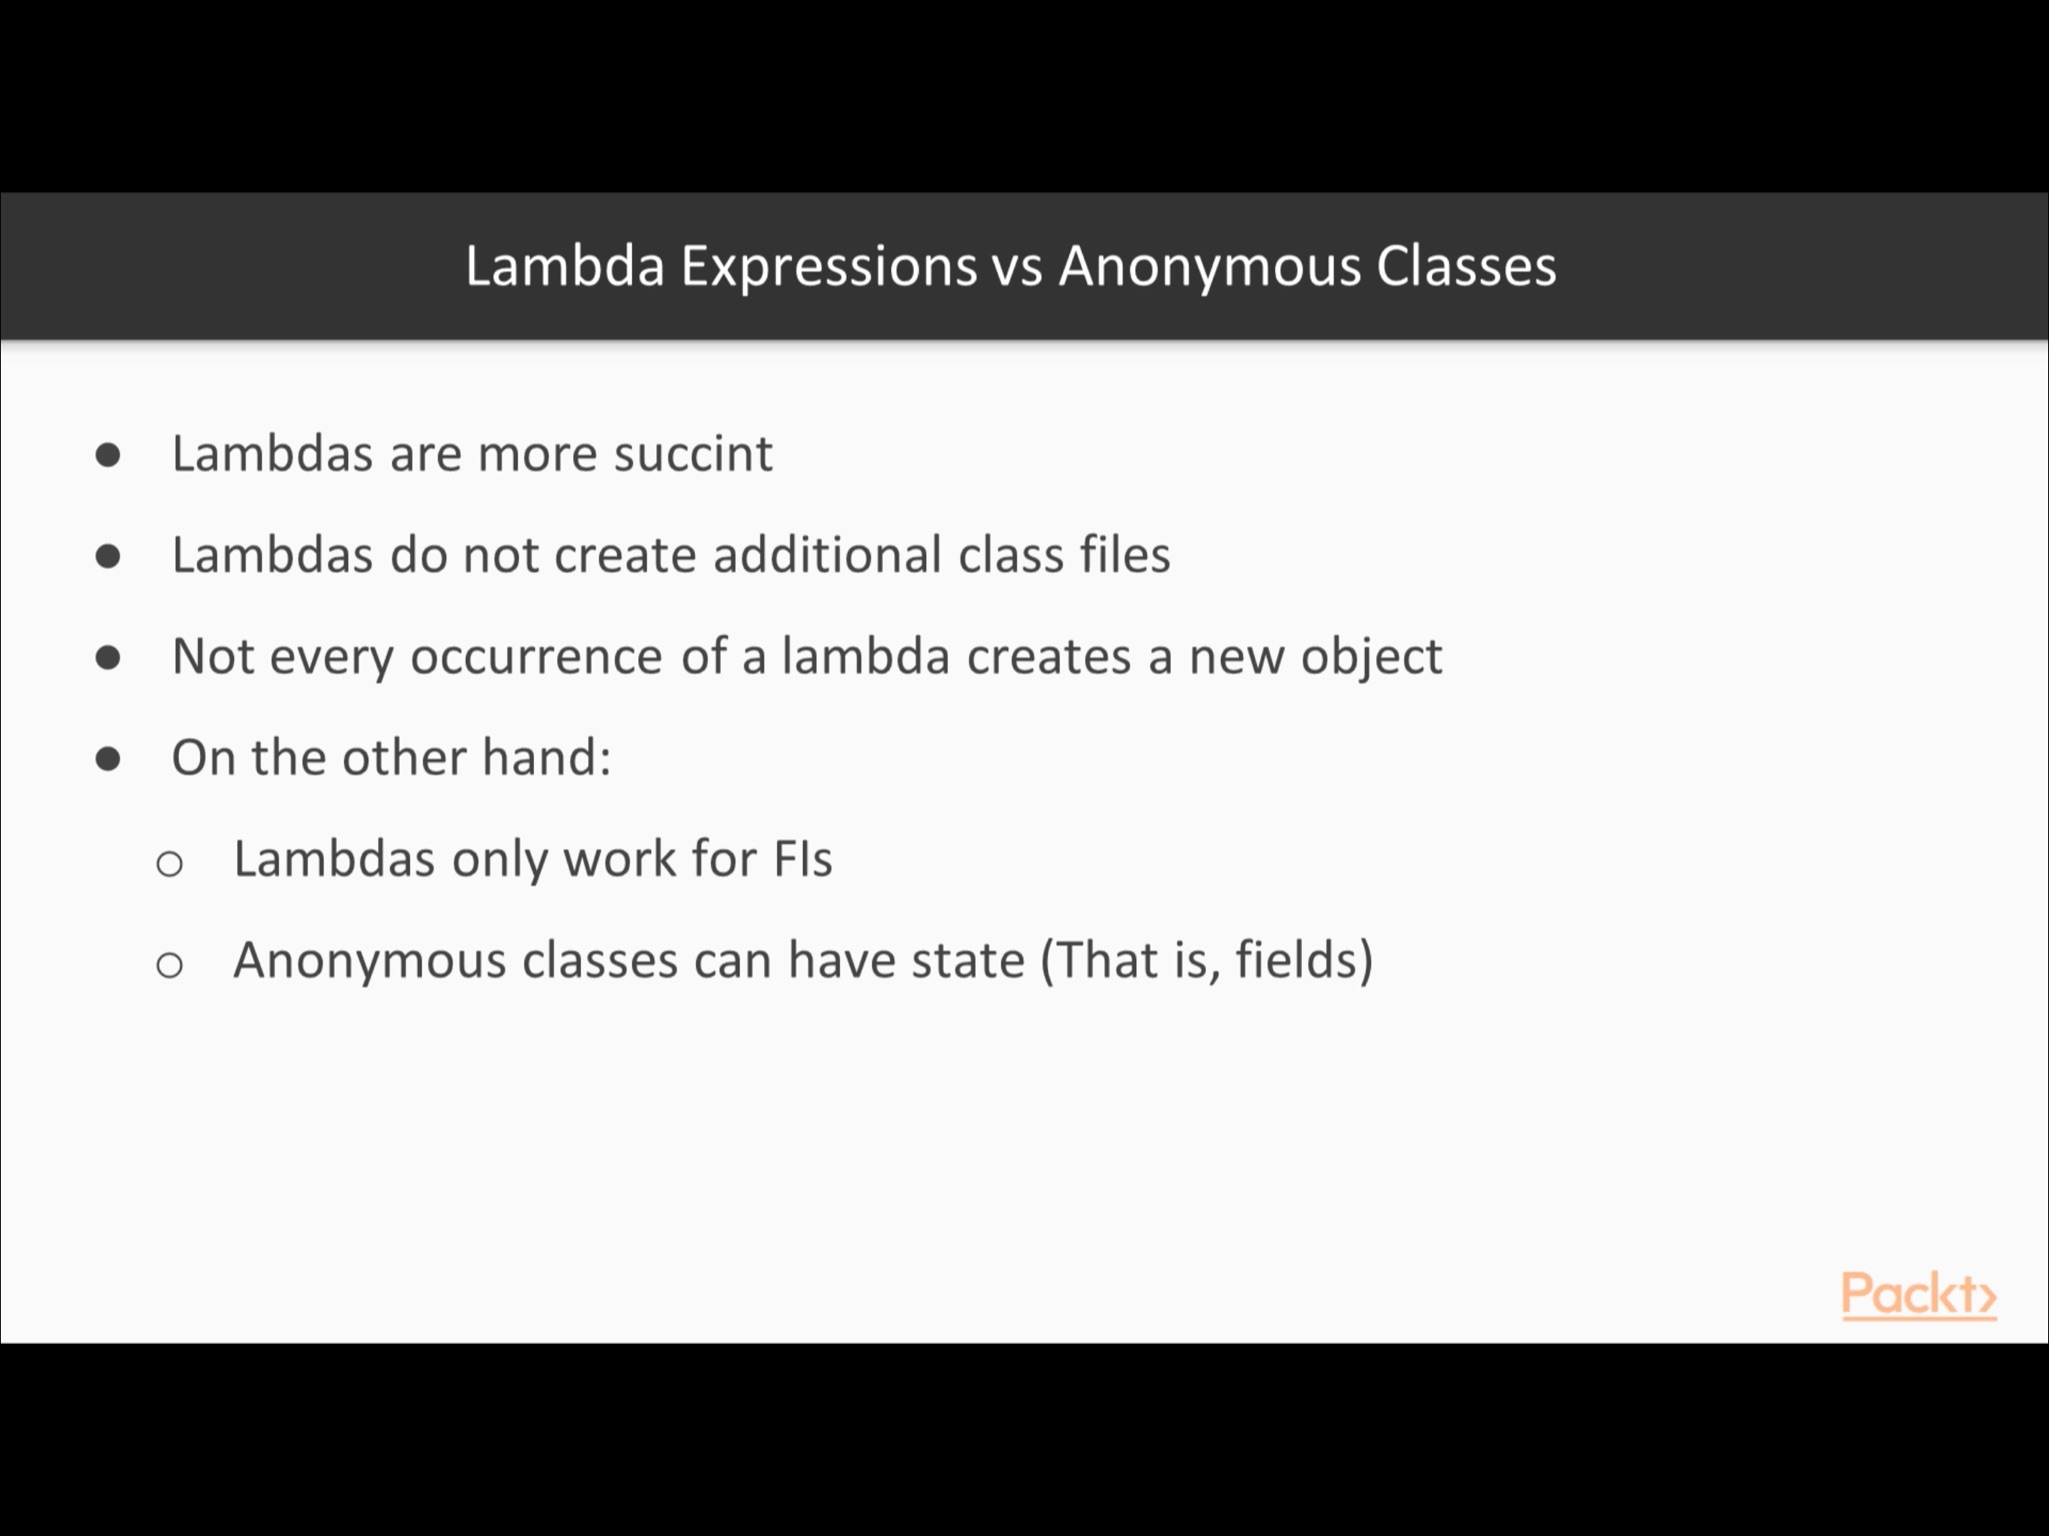 Lambda Expressions vs Anonymous Classes
● Lambdas are more succint
● Lambdas do not create additional class files
● Not every occurrence of a lambda creates a new object
● On the other hand:
○ Lambdas only work for FIs
○ Anonymous classes can have state (That is, fields)
Packt>